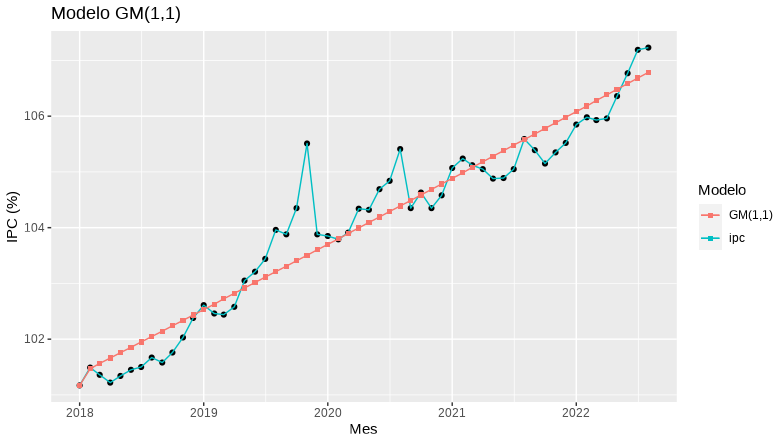 Modelo GM(1,1)
IPC (%)
106
104
102
2018 2019 2020 2021 2022
Mes
Modelo
GM(1,1)
ipc